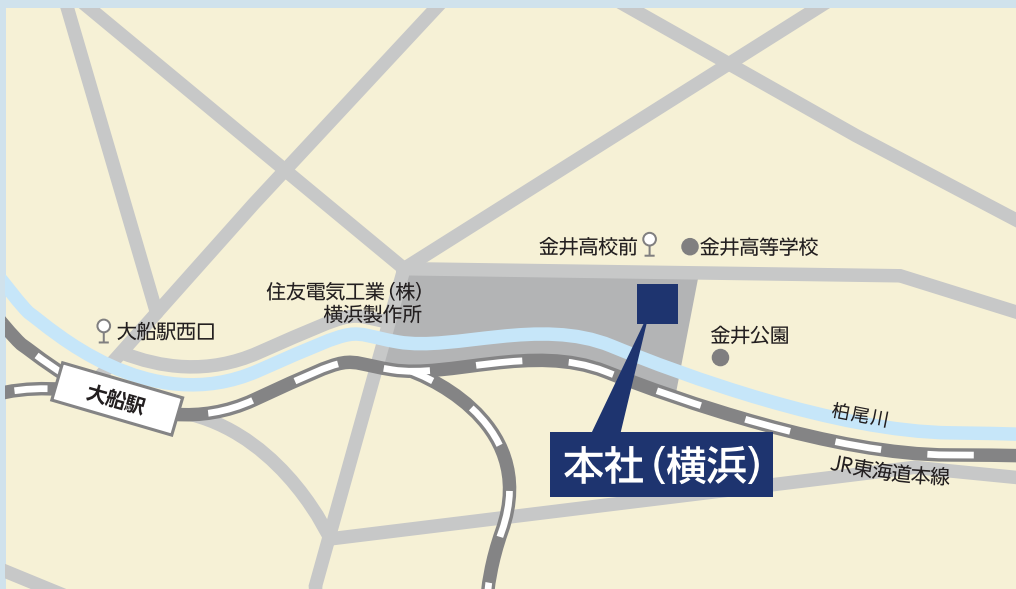 金井高校前
金井高等学校
住友電気工業(株)
横浜製作所
大船駅西口
金井公園
大船駅
柏尾川
本社(横浜)
JR東海道本線